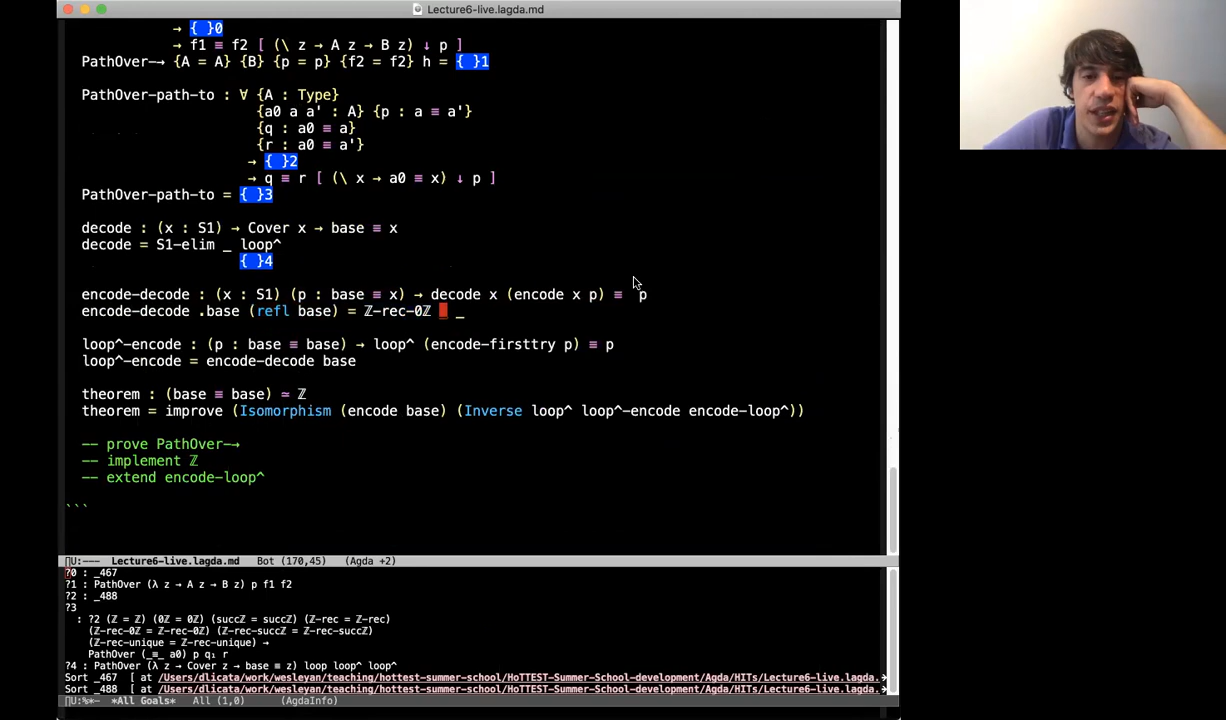 Lecture6-live.lagda.md
→ { }0
→ f1 ≡ f2 [ (\ z → A z → B z) ↓ p ]
PathOver-→ {A = A} {B} {p = p} {f2 = f2} h = { }1
PathOver-path-to : ∀ {A : Type}
{a0 a a' : A} {p : a ≡ a'}
{q : a0 ≡ a}
{r : a0 ≡ a'}
→ { }2
→ q ≡ r [ (\ x → a0 ≡ x) ↓ p ]
PathOver-path-to = { }3
decode : (x : S1) → Cover x → base ≡ x
decode = S1-elim _ loop^
{ }4
encode-decode : (x : S1) (p : base ≡ x) → decode x (encode x p) ≡ p
encode-decode .base (refl base) = ℤ-rec-0ℤ _
loop^-encode : (p : base ≡ base) → loop^ (encode-firsttry p) ≡ p
loop^-encode = encode-decode base
theorem : (base ≡ base) ≃ ℤ
theorem = improve (Isomorphism (encode base) (Inverse loop^ loop^-encode encode-loop^))
-- prove PathOver-→
-- implement ℤ
-- extend encode-loop^
```
U:--- Lecture6-live.lagda.md Bot (170,45) (Agda +2)
?0 : _467
?1 : PathOver (λ z → A z → B z) p f1 f2
?2 : _488
?3
: ?2 (ℤ = ℤ) (0ℤ = 0ℤ) (succℤ = succℤ) (ℤ-rec = ℤ-rec)
(ℤ-rec-0ℤ = ℤ-rec-0ℤ) (ℤ-rec-succℤ = ℤ-rec-succℤ)
(ℤ-rec-unique = ℤ-rec-unique) →
PathOver (_≡_ a0) p q₁ r
?4 : PathOver (λ z → Cover z → base ≡ z) loop loop^ loop^
Sort _467 [ at /Users/dlicata/work/wesleyan/teaching/hottest-summer-school/HoTTEST-Summer-School-development/Agda/HITs/Lecture6-live.lagda.
Sort _488 [ at /Users/dlicata/work/wesleyan/teaching/hottest-summer-school/HoTTEST-Summer-School-development/Agda/HITs/Lecture6-live.lagda.
U:%*- *All Goals* All (1,0) (AgdaInfo)